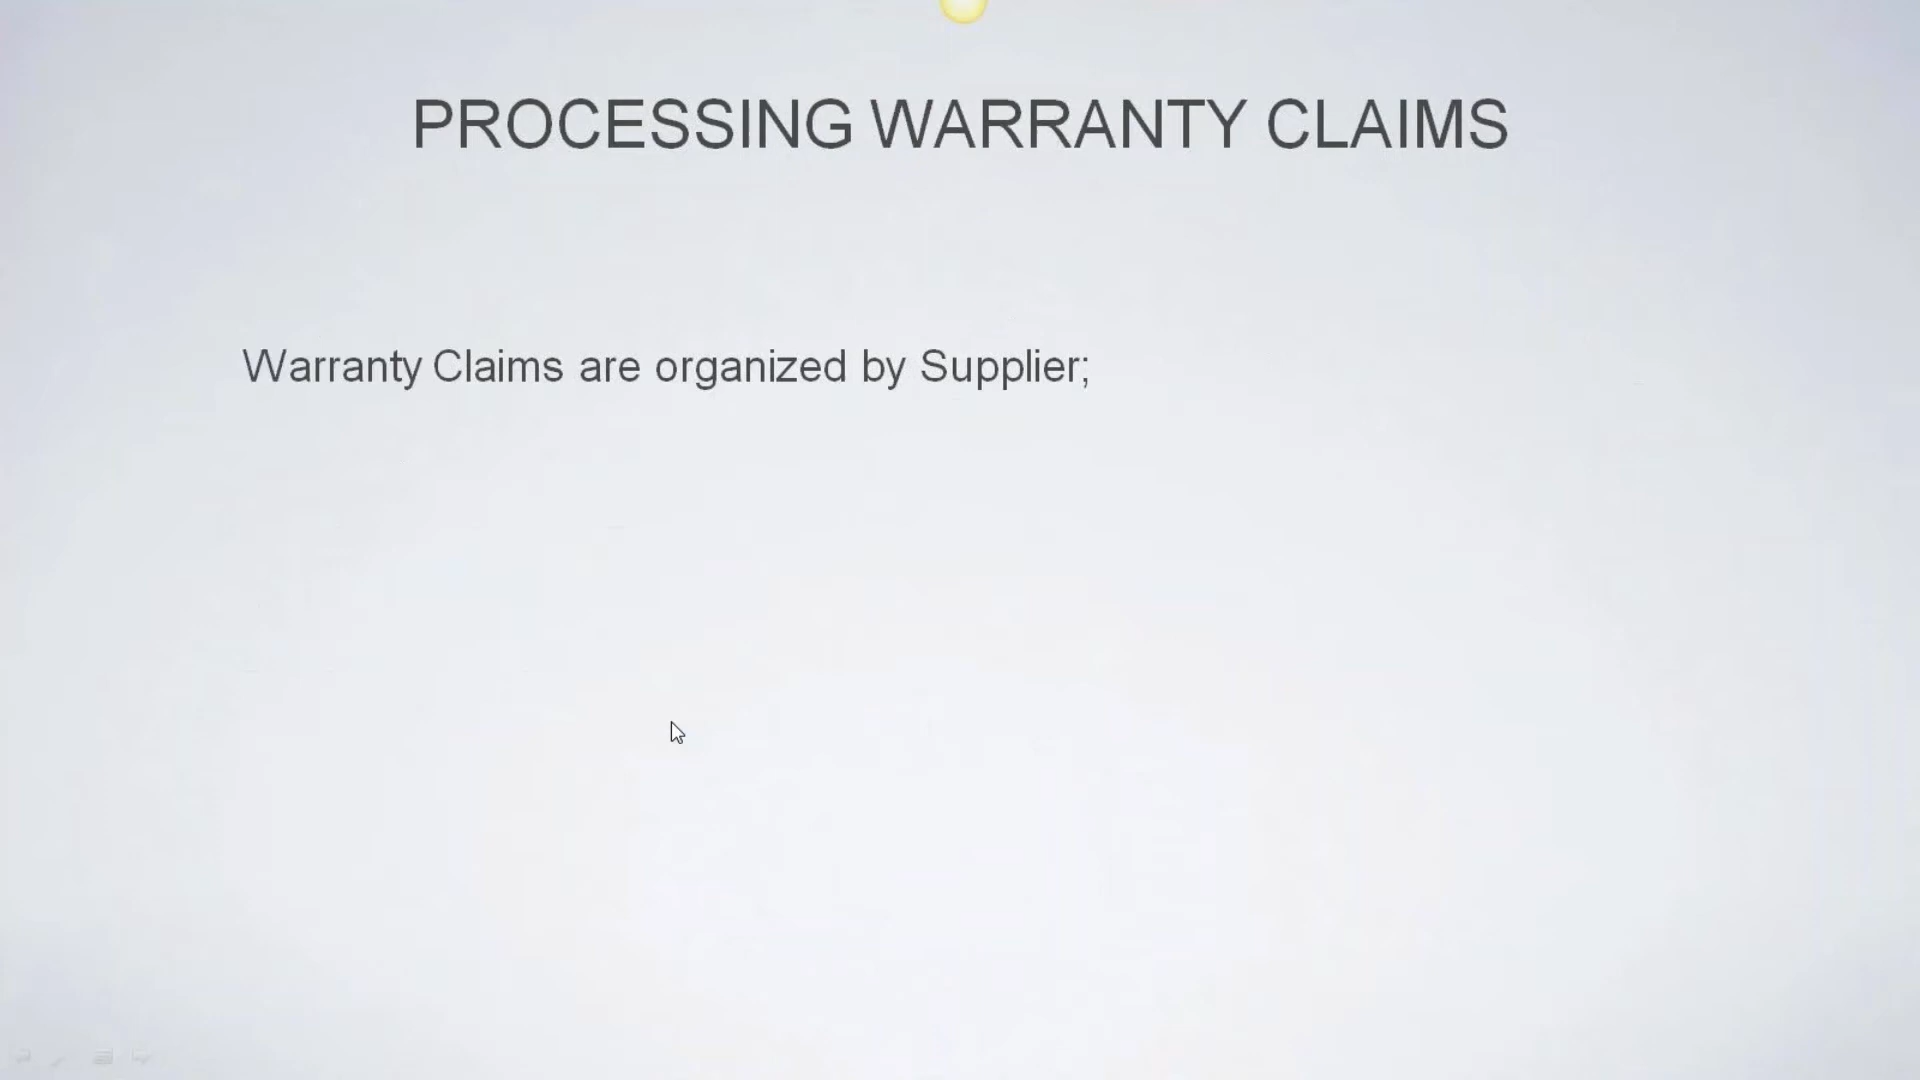 PROCESSING WARRANTY CLAIMS
Warranty Claims are organized by Supplier;